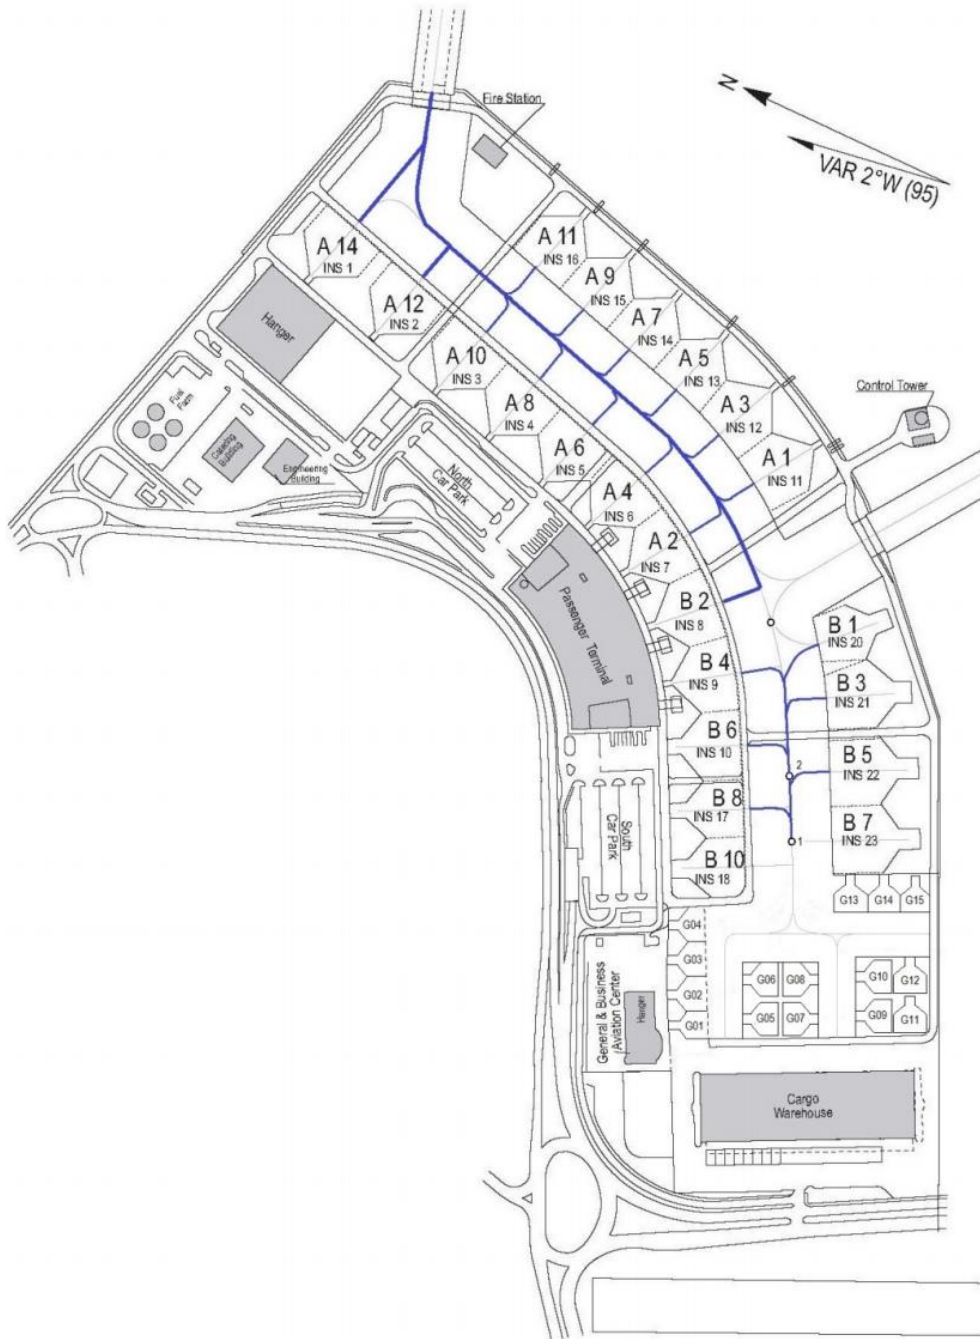 Fire Station
N
VAR 2°W (95)
A 14
INS 1
A 12
INS 2
A 10
INS 3
A 8
INS 4
A 6
INS 5
A 4
INS 6
A 2
INS 7
A 11
INS 16
A 9
INS 15
A 7
INS 14
A 5
INS 13
A 3
INS 12
A 1
INS 11
Control Tower
Hanger
Fuel
Farm
Catering
Building
Engineering
Building
North
Car Park
Passenger Terminal
B 2
INS 8
B 4
INS 9
B 6
INS 10
B 8
INS 17
B 10
INS 18
B 1
INS 20
B 3
INS 21
B 5
INS 22
B 7
INS 23
2
1
South
Car Park
G13
G14
G15
G04
G03
G02
G01
G06
G08
G05
G07
G10
G12
G09
G11
General & Business
(Aviation Center
Hanger
Cargo
Warehouse